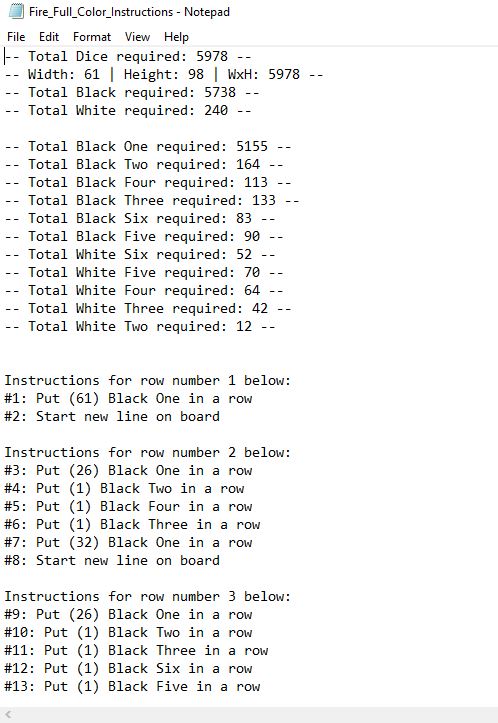 Fire_Full_Color_Instructions - Notepad
File Edit Format View Help
-- Total Dice required: 5978 --
-- Width: 61 | Height: 98 | WxH: 5978 --
-- Total Black required: 5738 --
-- Total White required: 240 --
-- Total Black One required: 5155 --
-- Total Black Two required: 164 --
-- Total Black Four required: 113 --
-- Total Black Three required: 133 --
-- Total Black Six required: 83 --
-- Total Black Five required: 90 --
-- Total White Six required: 52 --
-- Total White Five required: 70 --
-- Total White Four required: 64 --
-- Total White Three required: 42 --
-- Total White Two required: 12 --
Instructions for row number 1 below:
#1: Put (61) Black One in a row
#2: Start new line on board
Instructions for row number 2 below:
#3: Put (26) Black One in a row
#4: Put (1) Black Two in a row
#5: Put (1) Black Four in a row
#6: Put (1) Black Three in a row
#7: Put (32) Black One in a row
#8: Start new line on board
Instructions for row number 3 below:
#9: Put (26) Black One in a row
#10: Put (1) Black Two in a row
#11: Put (1) Black Three in a row
#12: Put (1) Black Six in a row
#13: Put (1) Black Five in a row